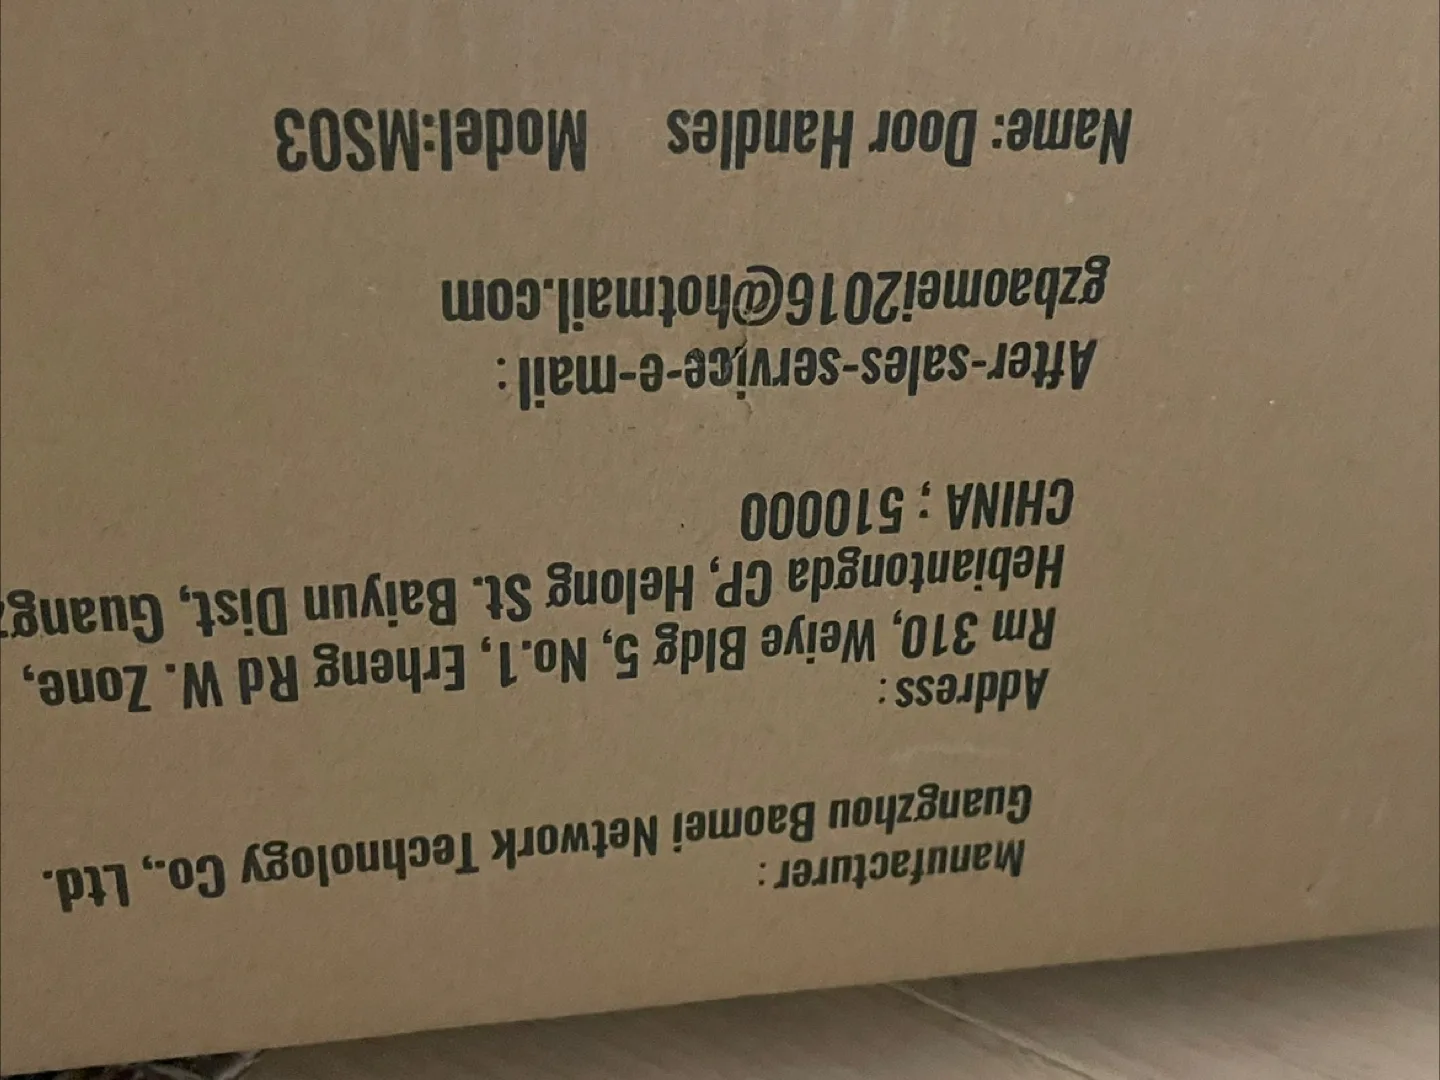 Manufacturer:
Guangzhou Baomei Network Technology Co., Ltd.
Address:
Rm 310, Weiye Bldg 5, No.1, Erheng Rd W. Zone,
Hebiantongda CP, Helong St. Baiyun Dist, Guangz
CHINA ; 510000
After-sales-service-e-mail:
gzbaomei2016@hotmail.com
Name: Door Handles Model:MS03